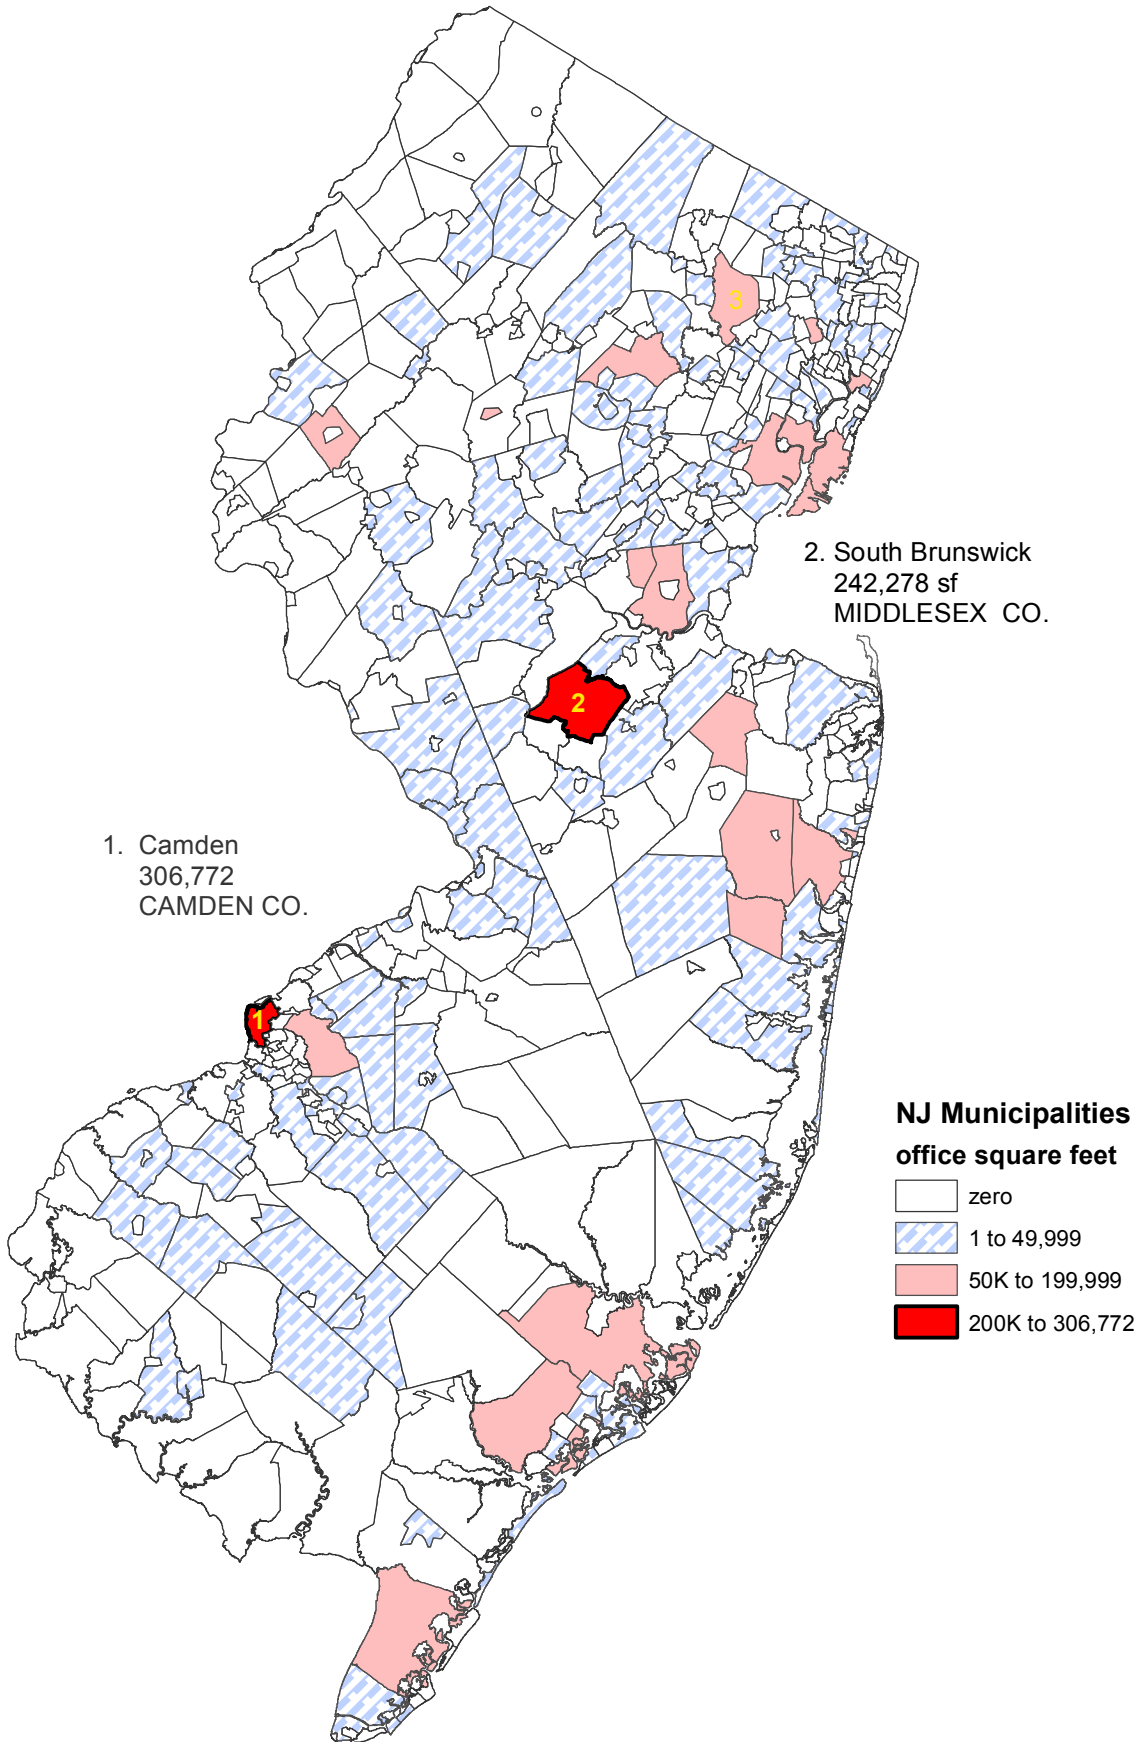 3
2. South Brunswick
242,278 sf
MIDDLESEX CO.
2
1. Camden
306,772
CAMDEN CO.
1
NJ Municipalities
office square feet
zero
1 to 49,999
50K to 199,999
200K to 306,772